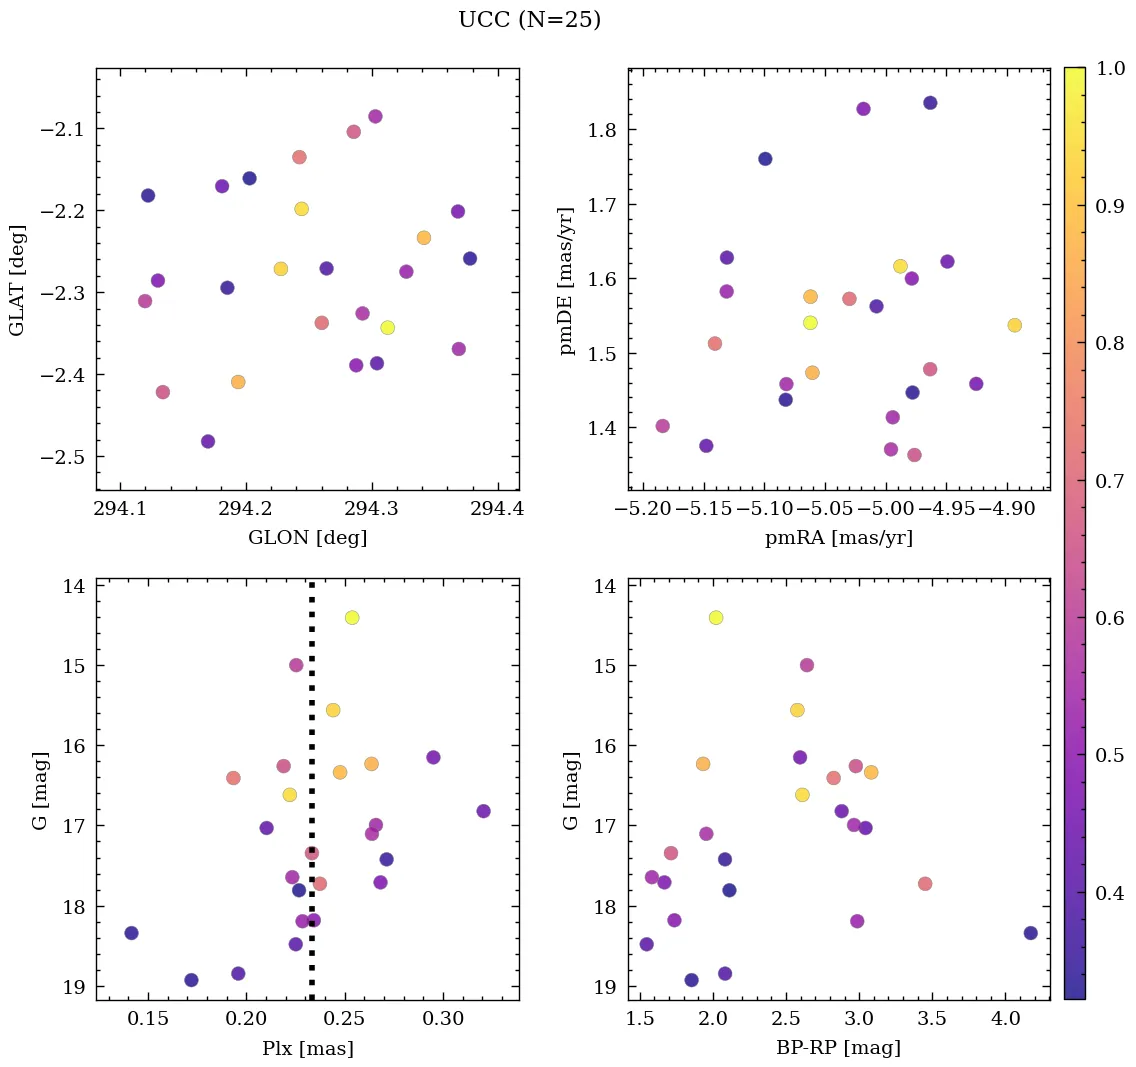 UCC (N=25)
−2.1
−2.2
−2.3
−2.4
−2.5
GLAT [deg]
294.1 294.2 294.3 294.4
GLON [deg]
1.8
1.7
1.6
1.5
1.4
pmDE [mas/yr]
−5.20 −5.15 −5.10 −5.05 −5.00 −4.95 −4.90
pmRA [mas/yr]
14
15
16
17
18
19
G [mag]
0.15 0.20 0.25 0.30
Plx [mas]
14
15
16
17
18
19
G [mag]
1.5 2.0 2.5 3.0 3.5 4.0
BP-RP [mag]
1.0
0.9
0.8
0.7
0.6
0.5
0.4